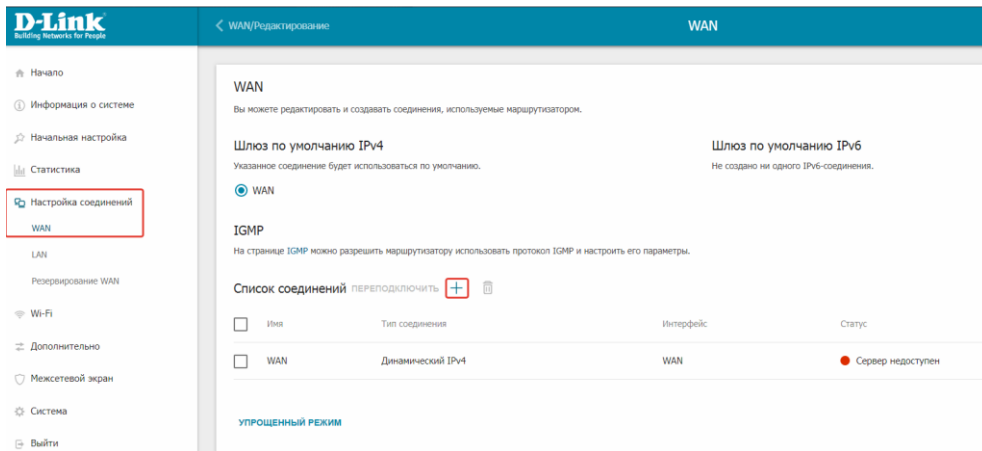 D-Link
Building Networks for People
WAN/Редактирование
WAN
Начало
Информация о системе
Начальная настройка
Статистика
Настройка соединений
WAN
LAN
Резервирование WAN
Wi-Fi
Дополнительно
Межсетевой экран
Система
Выйти
WAN
Вы можете редактировать и создавать соединения, используемые маршрутизатором.
Шлюз по умолчанию IPv4
Указанное соединение будет использоваться по умолчанию.
WAN
Шлюз по умолчанию IPv6
Не создано ни одного IPv6-соединения.
IGMP
На странице IGMP можно разрешить маршрутизатору использовать протокол IGMP и настроить его параметры.
Список соединений ПЕРЕПОДКЛЮЧИТЬ +
Имя Тип соединения Интерфейс Статус
WAN Динамический IPv4 WAN Сервер недоступен
УПРОЩЕННЫЙ РЕЖИМ